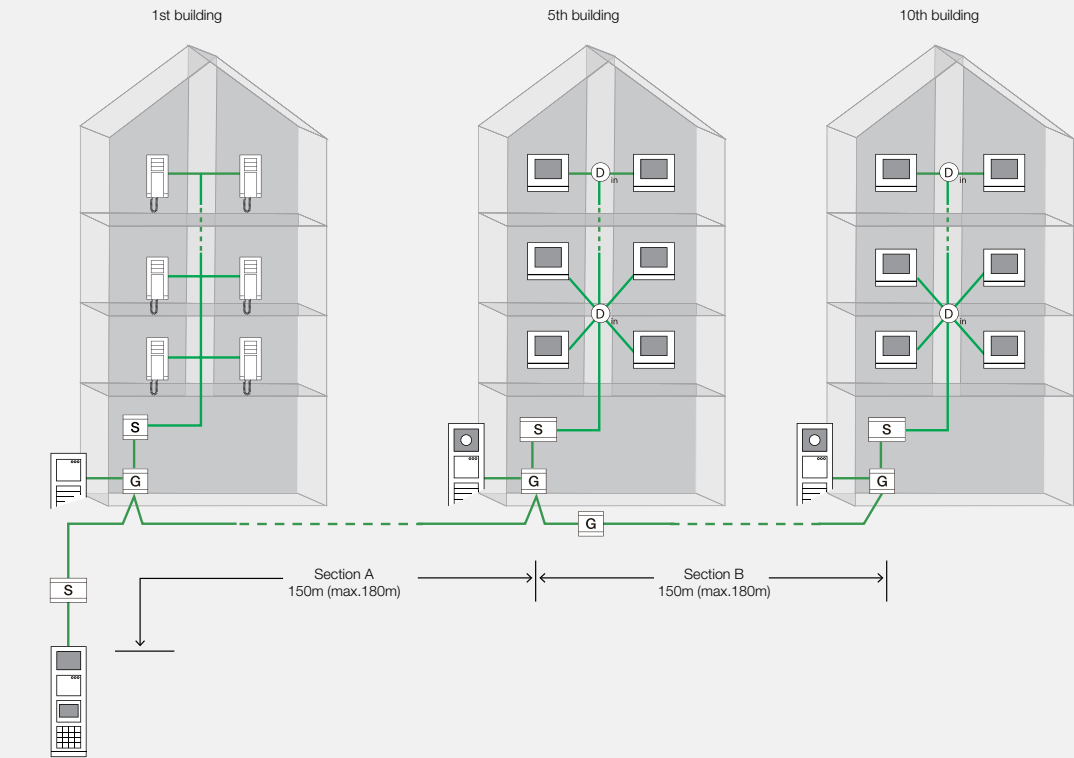 1st building
5th building
10th building
D
in
D
in
D
in
D
in
S
S
S
G
G
G
G
S
Section A
150m (max.180m)
Section B
150m (max.180m)